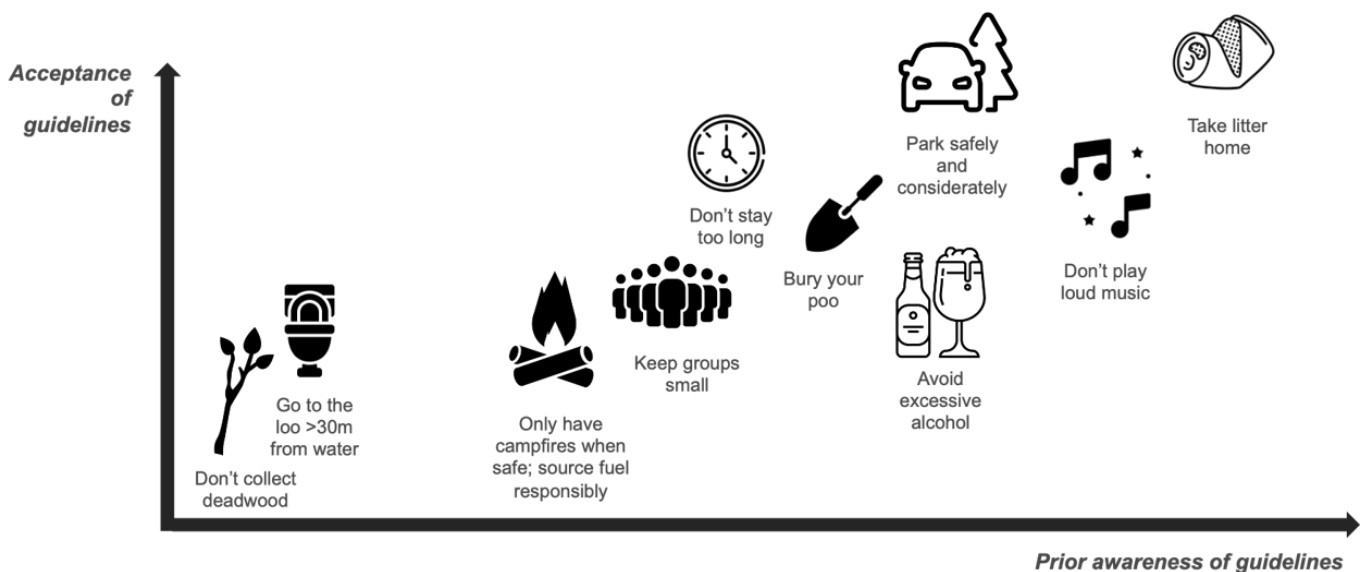 Acceptance
of
guidelines
Don’t collect
deadwood
Go to the
loo >30m
from water
Only have
campfires when
safe; source fuel
responsibly
Keep groups
small
Don’t stay
too long
Bury your
poo
Park safely
and
considerately
Avoid
excessive
alcohol
Don’t play
loud music
Take litter
home
Prior awareness of guidelines